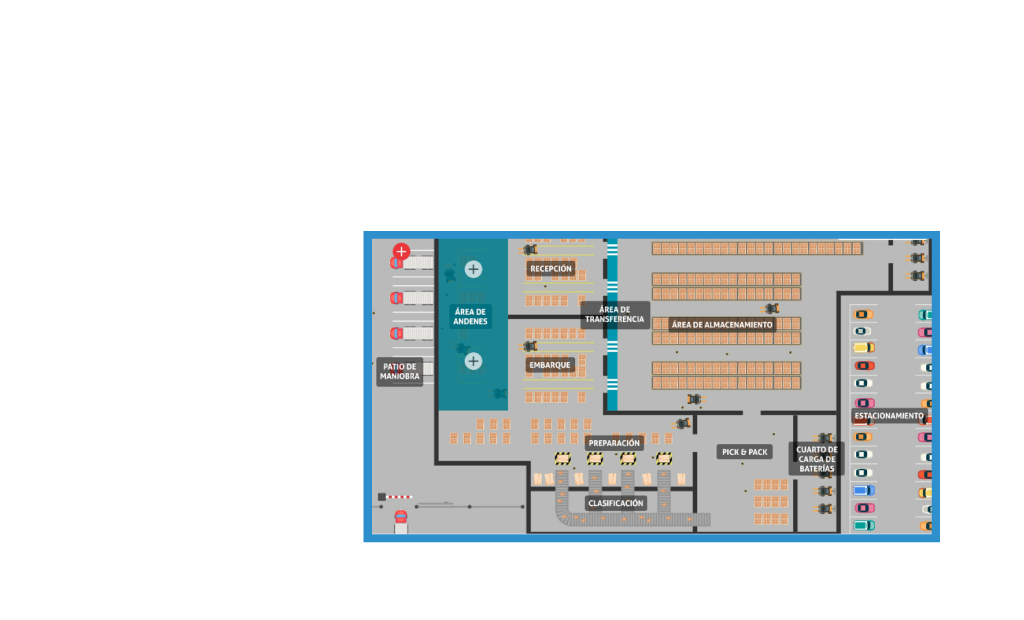 RECEPCIÓN
ÁREA DE
ANDENES
ÁREA DE
TRANSFERENCIA
ÁREA DE ALMACENAMIENTO
PATIO DE
MANIOBRA
EMBARQUE
ESTACIONAMIENTO
PREPARACIÓN
PICK & PACK
CUARTO DE
CARGA DE
BATERÍAS
CLASIFICACIÓN